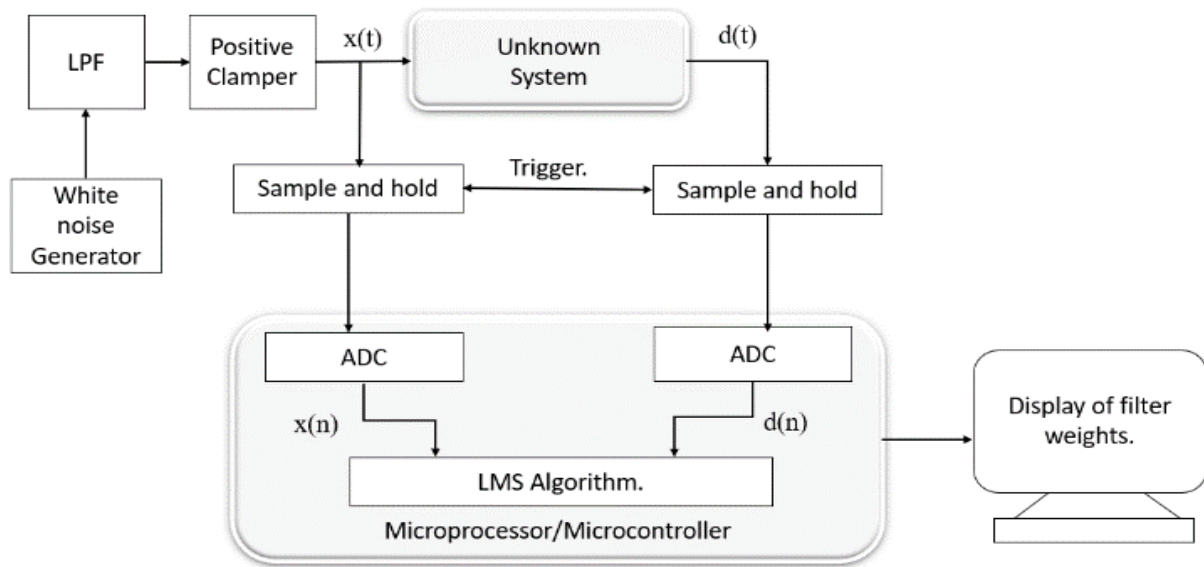 LPF
Positive
Clamper
x(t)
Unknown
System
d(t)
White
noise
Generator
Sample and hold
Trigger.
Sample and hold
ADC
ADC
x(n)
d(n)
LMS Algorithm.
Microprocessor/Microcontroller
Display of filter
weights.